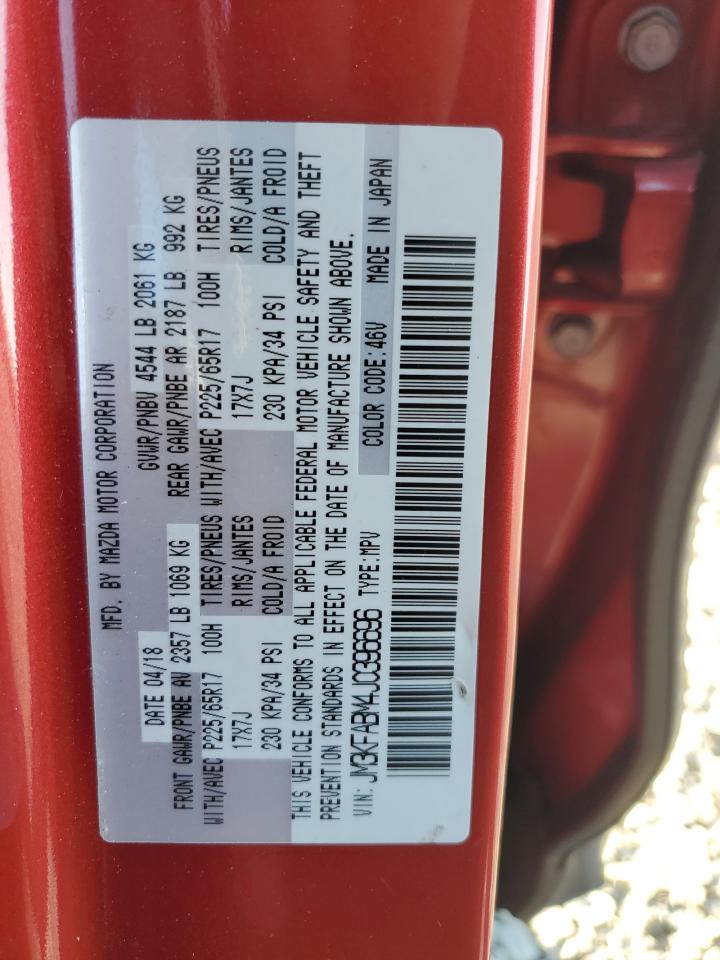 MFD. BY MAZDA MOTOR CORPORATION
DATE 04/18 GVWR/PNBV 4544 LB 2061 KG
FRONT GAWR/PNBE AV 2357 LB 1069 KG REAR GAWR/PNBE AR 2187 LB 992 KG
WITH/AVEC P225/65R17 100H TIRES/PNEUS WITH/AVEC P225/65R17 100H TIRES/PNEUS
17X7J RIMS/JANTES 17X7J RIMS/JANTES
230 KPA/34 PSI COLD/A FROID 230 KPA/34 PSI COLD/A FROID
THIS VEHICLE CONFORMS TO ALL APPLICABLE FEDERAL MOTOR VEHICLE SAFETY AND THEFT
PREVENTION STANDARDS IN EFFECT ON THE DATE OF MANUFACTURE SHOWN ABOVE.
VIN: JM3KFABM4J0396696 TYPE:MPV COLOR CODE:46V MADE IN JAPAN